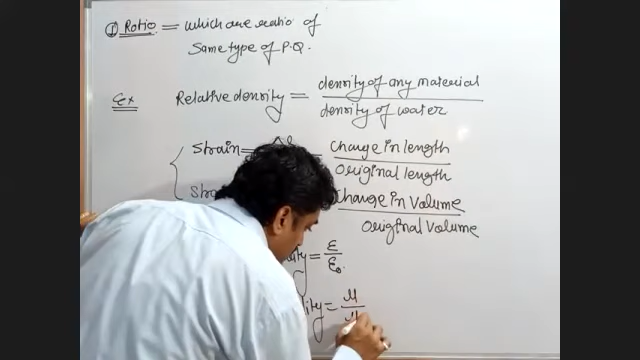 ① Ratio = which are ratio of
Same type of P.Q.
Ex Relative density = density of any material / density of water
Strain = Change in length / Original length
Change in Volume / Original Volume
= ε / ε₀
= μ / μ